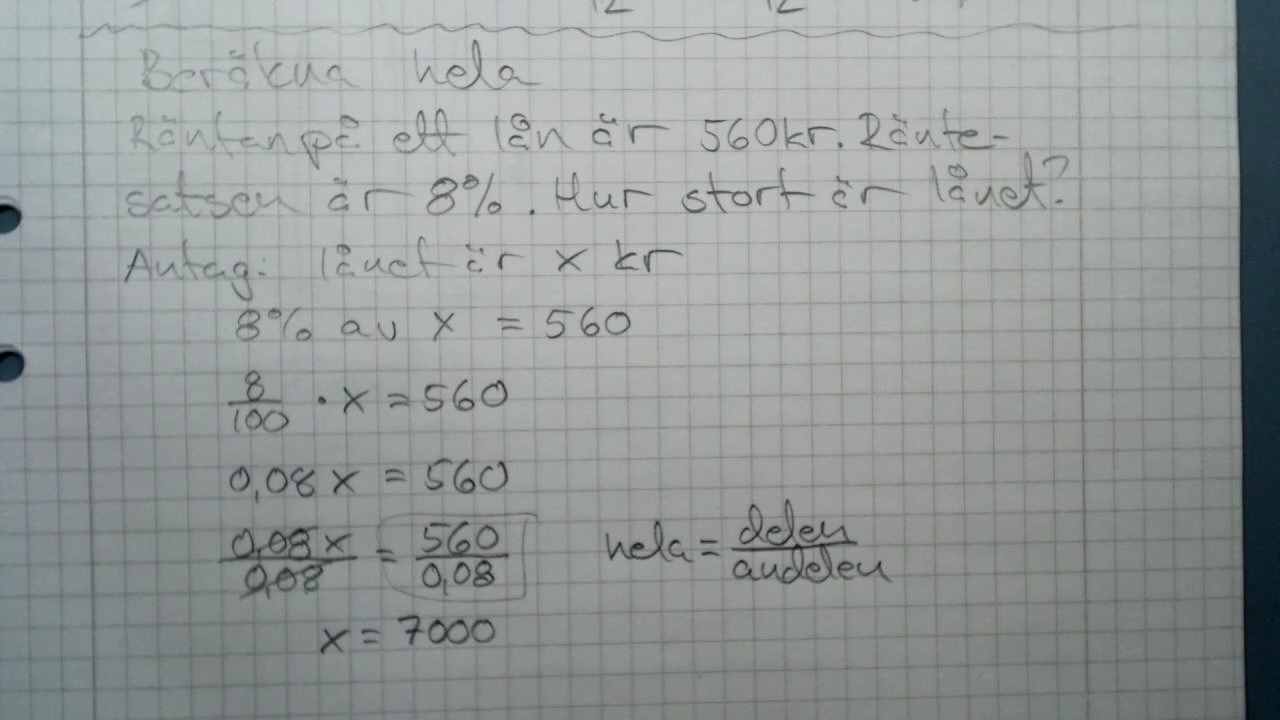 Beräkna hela
Räntan på ett lån är 560kr. Ränte-
satsen är 8%. Hur stort är lånet?
Antag: lånet är x kr
8% av x = 560
8/100 · x = 560
0,08 x = 560
0,08 x/0,08 = 560/0,08 hela = delen/andelen
x = 7000